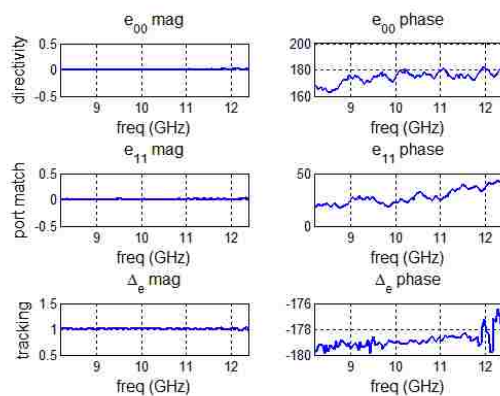 e00 mag
e00 phase
directivity
0.5
0
-0.5
200
180
160
9 10 11 12
9 10 11 12
freq (GHz)
freq (GHz)
e11 mag
e11 phase
port match
0.5
0
-0.5
50
0
9 10 11 12
9 10 11 12
freq (GHz)
freq (GHz)
Δe mag
Δe phase
tracking
1.5
1
0.5
-176
-178
-180
9 10 11 12
9 10 11 12
freq (GHz)
freq (GHz)